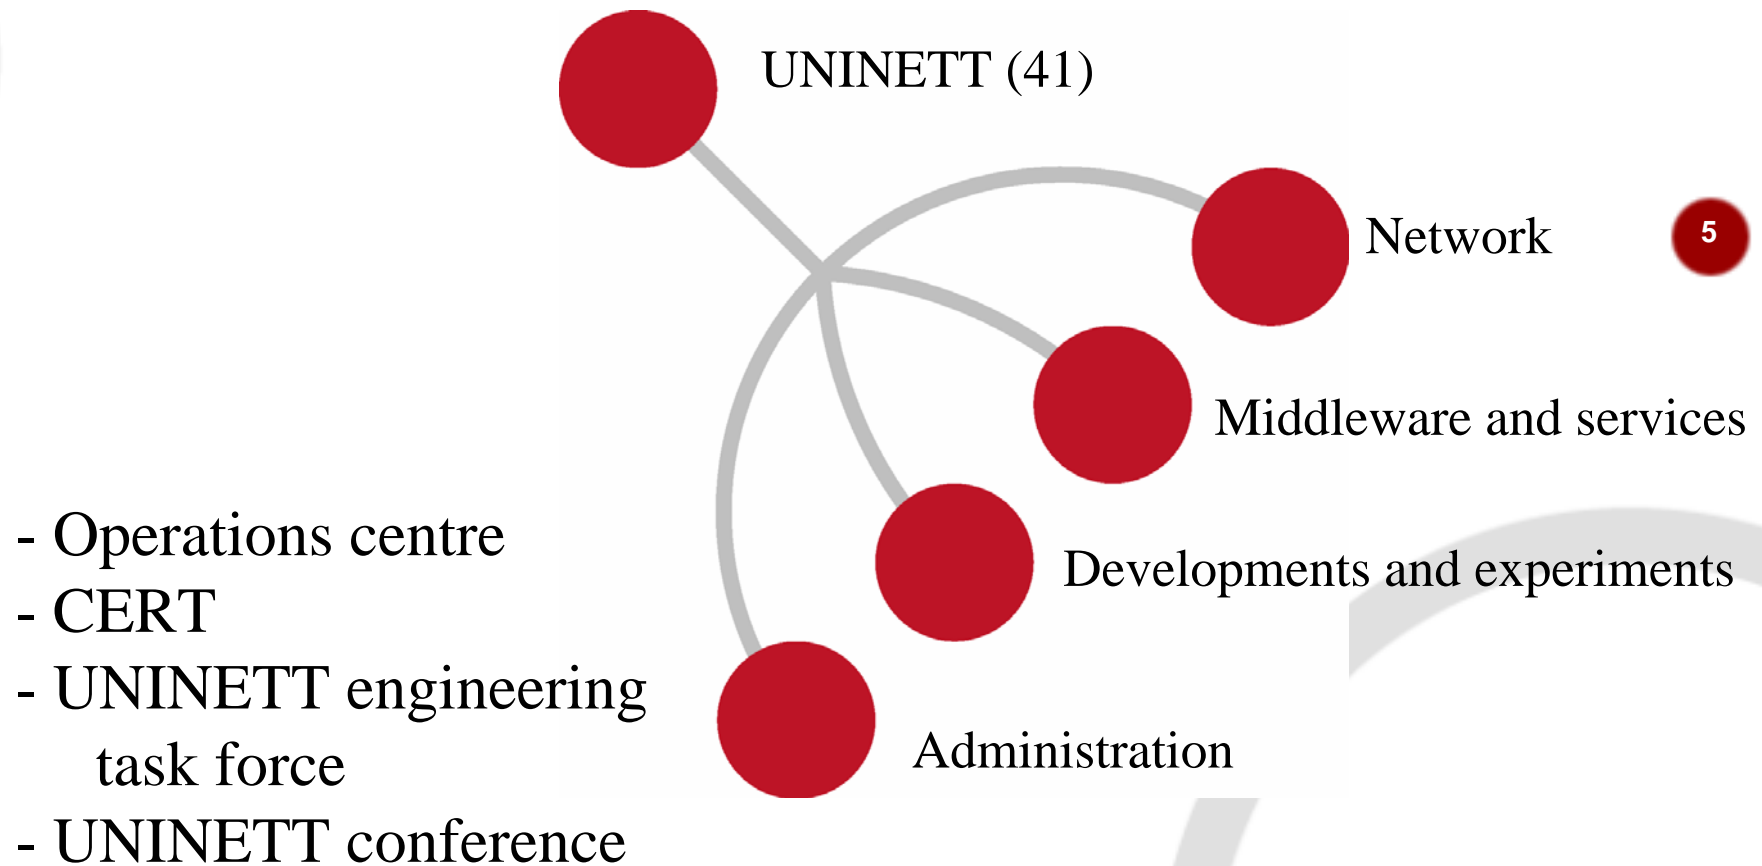 UNINETT (41)
Network
5
Middleware and services
Developments and experiments
Administration
- Operations centre
- CERT
- UNINETT engineering
task force
- UNINETT conference